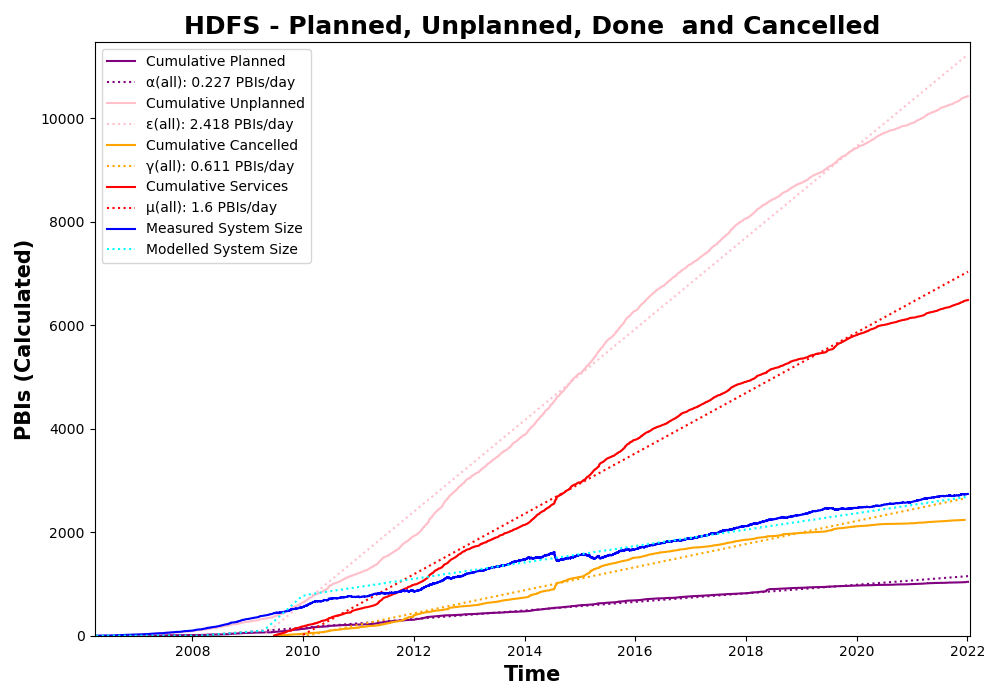 HDFS - Planned, Unplanned, Done  and Cancelled
Cumulative Planned
α(all): 0.227 PBIs/day
Cumulative Unplanned
ε(all): 2.418 PBIs/day
Cumulative Cancelled
γ(all): 0.611 PBIs/day
Cumulative Services
μ(all): 1.6 PBIs/day
Measured System Size
Modelled System Size
PBIs (Calculated)
10000
8000
6000
4000
2000
0
2008 2010 2012 2014 2016 2018 2020 2022
Time